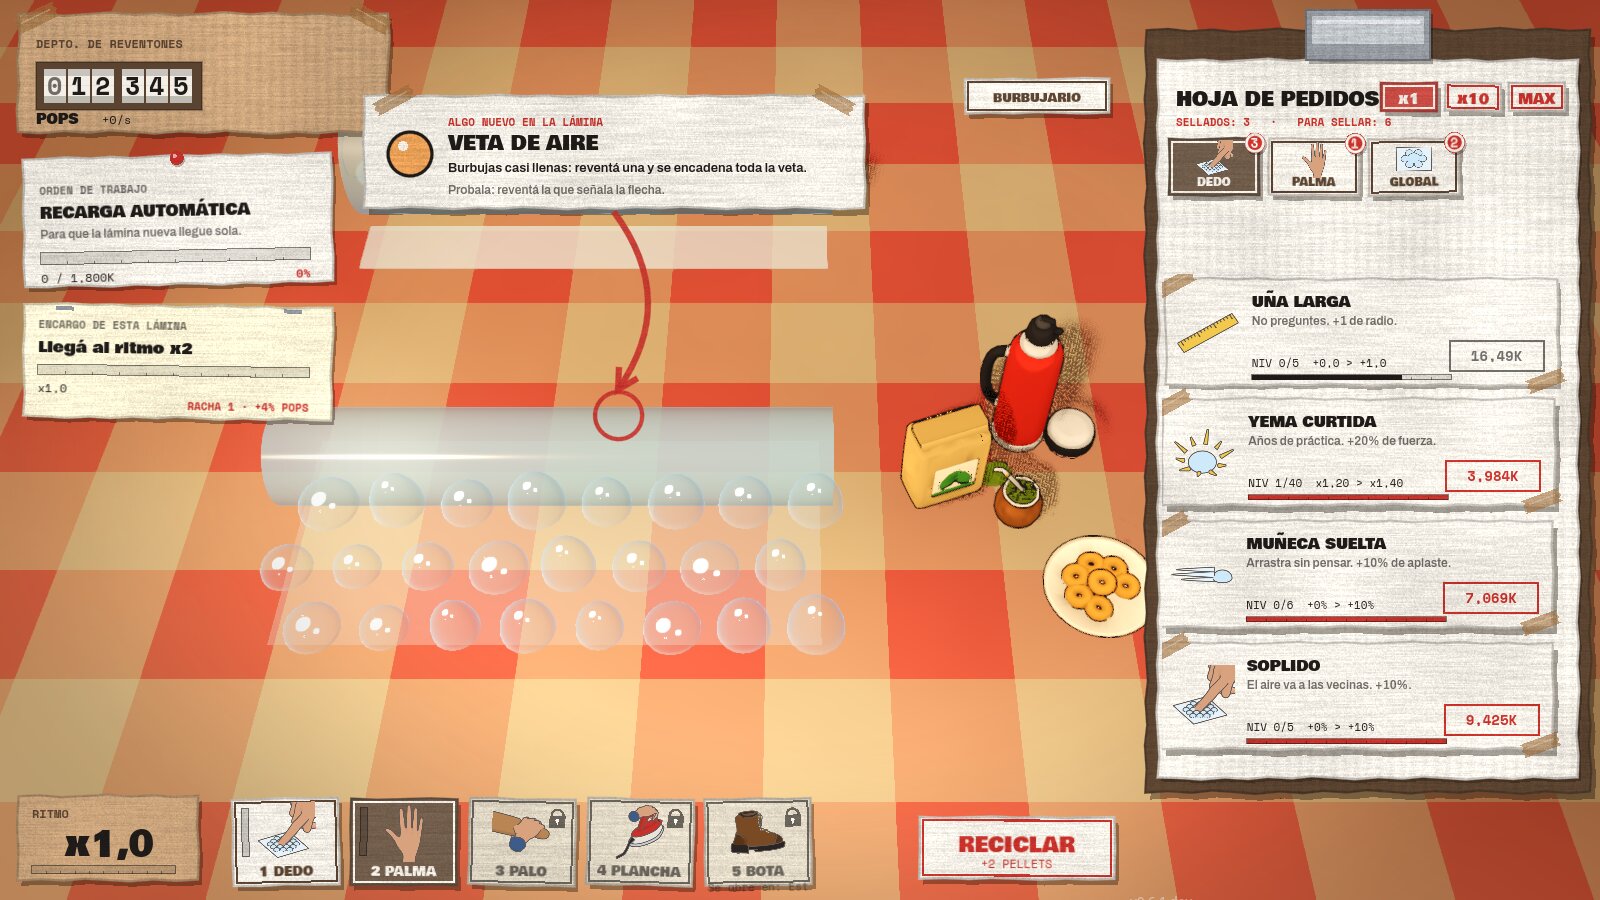 DEPTO. DE REVENTONES
012345
POPS +0/s
ORDEN DE TRABAJO
RECARGA AUTOMÁTICA
Para que la lámina nueva llegue sola.
0 / 1.800K 0%
ENCARGO DE ESTA LÁMINA
Llegá al ritmo x2
x1,0
RACHA 1 · +4% POPS
ALGO NUEVO EN LA LÁMINA
VETA DE AIRE
Burbujas casi llenas: reventá una y se encadena toda la veta.
Probala: reventá la que señala la flecha.
BURBUJARIO
HOJA DE PEDIDOS x1 x10 MAX
SELLADOS: 3 · PARA SELLAR: 6
3 1 2
DEDO PALMA GLOBAL
UÑA LARGA
No preguntes. +1 de radio.
NIV 0/5 +0,0 > +1,0
16,49K
YEMA CURTIDA
Años de práctica. +20% de fuerza.
NIV 1/40 x1,20 > x1,40
3,984K
MUÑECA SUELTA
Arrastra sin pensar. +10% de aplaste.
NIV 0/6 +0% > +10%
7,069K
SOPLIDO
El aire va a las vecinas. +10%.
NIV 0/5 +0% > +10%
9,425K
RITMO
x1,0
1 DEDO
2 PALMA
3 PALO
4 PLANCHA
5 BOTA
Se abre en: Est.
RECICLAR
+2 PELLETS